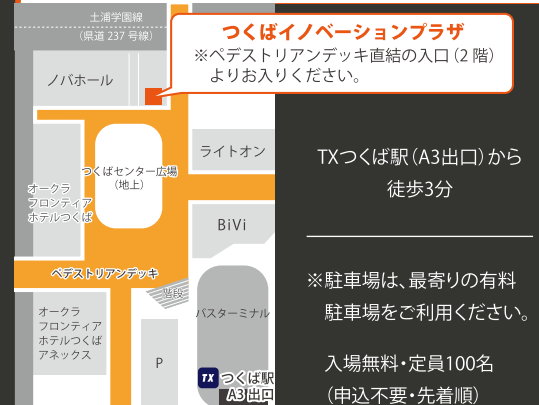 土浦学園線
（県道 237 号線）
つくばイノベーションプラザ
※ペデストリアンデッキ直結の入口（2 階）
よりお入りください。
ノバホール
つくばセンター広場
（地上）
ライトオン
オークラ
フロンティア
ホテルつくば
BiVi
ペデストリアンデッキ
階段
バスターミナル
オークラ
フロンティア
ホテルつくば
アネックス
P
TX つくば駅
A3 出口
TXつくば駅（A3出口）から
徒歩3分
※駐車場は、最寄りの有料
駐車場をご利用ください。
入場無料・定員100名
（申込不要・先着順）